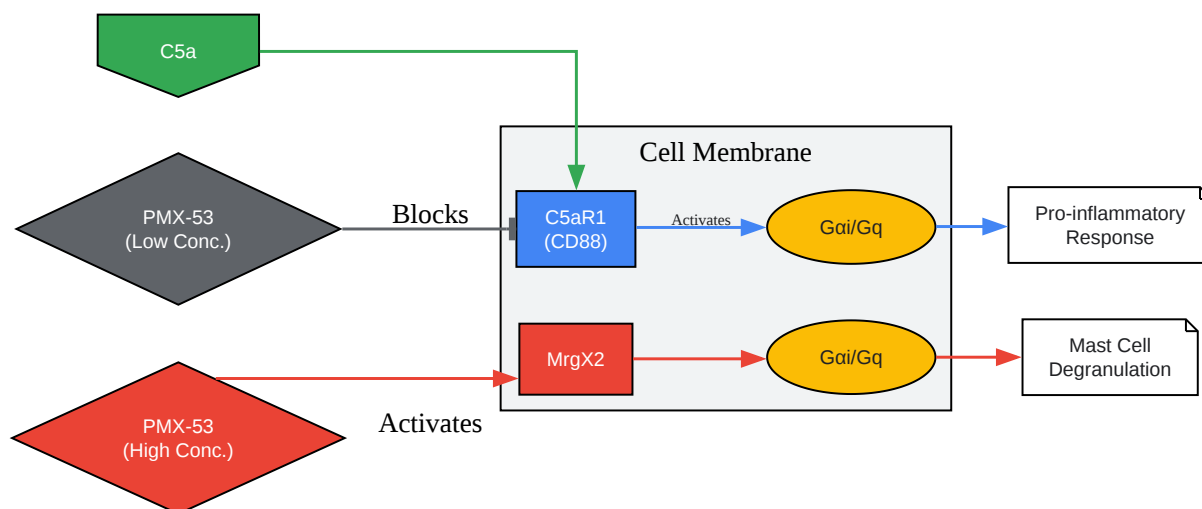 C5a
Cell Membrane
PMX-53
(Low Conc.)
Blocks
C5aR1
(CD88)
Activates
Gαi/Gq
Pro-inflammatory
Response
MrgX2
Gαi/Gq
Mast Cell
Degranulation
PMX-53
(High Conc.)
Activates